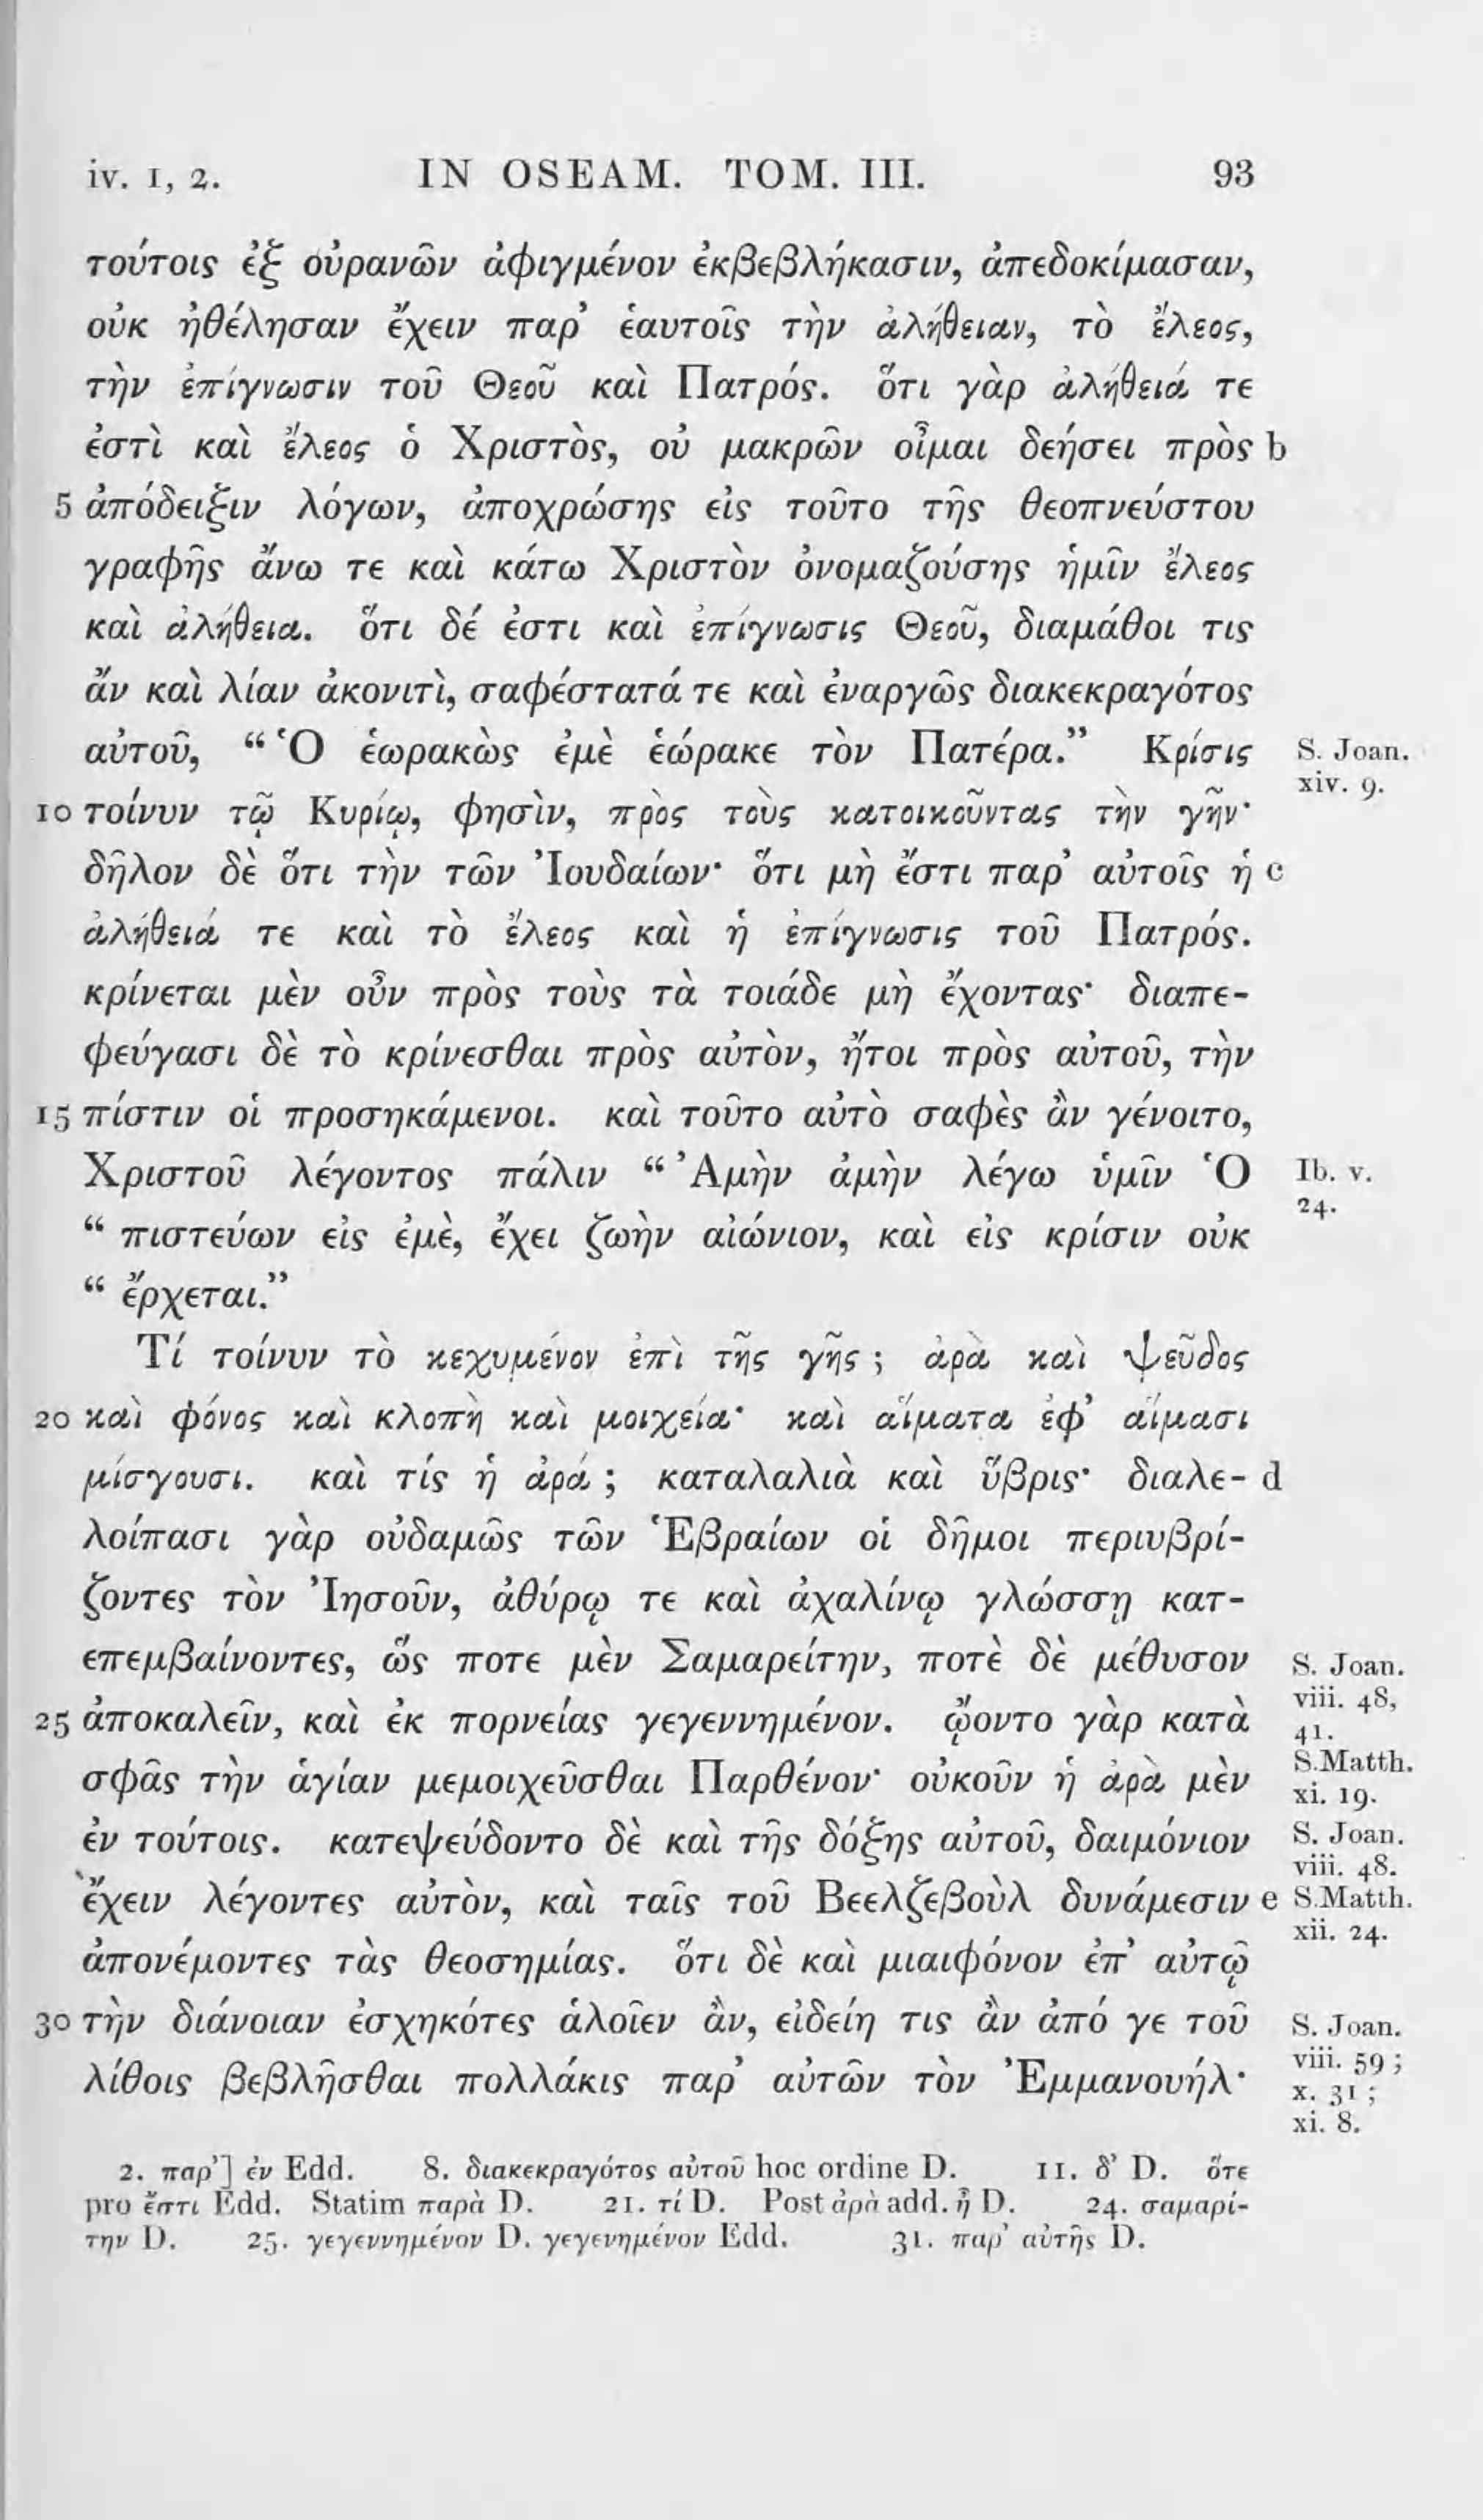 iv. 1, 2. IN OSEAM. TOM. III. 93
τούτοις ἐξ οὐρανῶν ἀφιγμένον ἐκβεβλήκασιν, ἀπεδοκίμασαν,
οὐκ ἠθέλησαν ἔχειν παρ’ ἑαυτοῖς τὴν ἀλήθειαν, τὸ ἔλεος,
τὴν ἐπίγνωσιν τοῦ Θεοῦ καὶ Πατρός. ὅτι γὰρ ἀλήθειά τε
ἐστὶ καὶ ἔλεος ὁ Χριστὸς, οὐ μακρῶν οἶμαι δεήσει πρὸς b
5 ἀπόδειξιν λόγων, ἀποχρώσης εἰς τοῦτο τῆς θεοπνεύστου
γραφῆς ἄνω τε καὶ κάτω Χριστὸν ὀνομαζούσης ἡμῖν ἔλεος
καὶ ἀλήθεια. ὅτι δέ ἐστι καὶ ἐπίγνωσις Θεοῦ, διαμάθοι τις
ἂν καὶ λίαν ἀκονιτὶ, σαφέστατά τε καὶ ἐναργῶς διακεκραγότος
αὐτοῦ, “Ὁ ἑωρακὼς ἐμὲ ἑώρακε τὸν Πατέρα.” Κρίσις S. Joan.
xiv. 9.
10 τοίνυν τῷ Κυρίῳ, φησὶν, πρὸς τοὺς κατοικοῦντας τὴν γῆν·
δῆλον δὲ ὅτι τὴν τῶν Ἰουδαίων· ὅτι μὴ ἔστι παρ’ αὐτοῖς ἡ c
ἀλήθειά τε καὶ τὸ ἔλεος καὶ ἡ ἐπίγνωσις τοῦ Πατρός.
κρίνεται μὲν οὖν πρὸς τοὺς τὰ τοιάδε μὴ ἔχοντας· διαπε-
φεύγασι δὲ τὸ κρίνεσθαι πρὸς αὐτὸν, ἤτοι πρὸς αὐτοῦ, τὴν
15 πίστιν οἱ προσηκάμενοι. καὶ τοῦτο αὐτὸ σαφὲς ἂν γένοιτο,
Χριστοῦ λέγοντος πάλιν “Ἀμὴν ἀμὴν λέγω ὑμῖν Ὁ Ib. v.
24.
“ πιστεύων εἰς ἐμὲ, ἔχει ζωὴν αἰώνιον, καὶ εἰς κρίσιν οὐκ
“ ἔρχεται.”
Τί τοίνυν τὸ κεχυμένον ἐπὶ τῆς γῆς ; ἀρὰ καὶ ψεῦδος
20 καὶ φόνος καὶ κλοπὴ καὶ μοιχεία· καὶ αἵματα ἐφ’ αἵμασι
μίσγουσι. καὶ τίς ἡ ἀρά ; καταλαλιὰ καὶ ὕβρις· διαλε- d
λοίπασι γὰρ οὐδαμῶς τῶν Ἑβραίων οἱ δῆμοι περιυβρί-
ζοντες τὸν Ἰησοῦν, ἀθύρῳ τε καὶ ἀχαλίνῳ γλώσσῃ κατ-
επεμβαίνοντες, ὥς ποτε μὲν Σαμαρείτην, ποτὲ δὲ μέθυσον S. Joan.
viii. 48,
25 ἀποκαλεῖν, καὶ ἐκ πορνείας γεγεννημένον. ᾤοντο γὰρ κατὰ 41.
σφᾶς τὴν ἁγίαν μεμοιχεῦσθαι Παρθένον· οὐκοῦν ἡ ἀρὰ μὲν S. Matth.
xi. 19.
ἐν τούτοις. κατεψεύδοντο δὲ καὶ τῆς δόξης αὐτοῦ, δαιμόνιον S. Joan.
viii. 48.
ἔχειν λέγοντες αὐτὸν, καὶ ταῖς τοῦ Βεελζεβοὺλ δυνάμεσιν e S. Matth.
xii. 24.
ἀπονέμοντες τὰς θεοσημίας. ὅτι δὲ καὶ μιαιφόνον ἐπ’ αὐτῷ
30 τὴν διάνοιαν ἐσχηκότες ἁλοῖεν ἂν, εἰδείη τις ἂν ἀπό γε τοῦ S. Joan.
viii. 59 ;
λίθοις βεβλῆσθαι πολλάκις παρ’ αὐτῶν τὸν Ἐμμανουήλ· x. 31 ;
xi. 8.
2. παρ’] ἐν Edd. 8. διακεκραγότος αὐτοῦ hoc ordine D. 11. δ’ D. ὅτε
pro ἔστι Edd. Statim παρὰ D. 21. τί D. Post ἀρὰ add. ἢ D. 24. σαμαρί-
την D. 25. γεγεννημένον D. γεγενημένον Edd. 31. παρ’ αὐτῆς D.